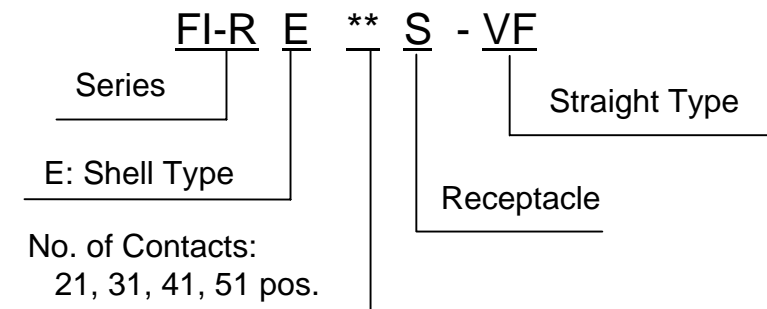 FI-R E ** S - VF
Series
Straight Type
E: Shell Type
Receptacle
No. of Contacts:
21, 31, 41, 51 pos.